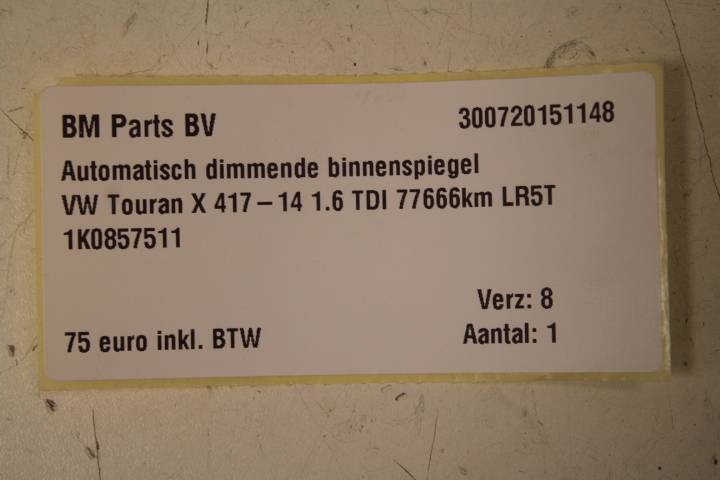 BM Parts BV 300720151148
Automatisch dimmende binnenspiegel
VW Touran X 417-14 1.6 TDI 77666km LR5T
1K0857511
Verz: 8
75 euro inkl. BTW Aantal: 1